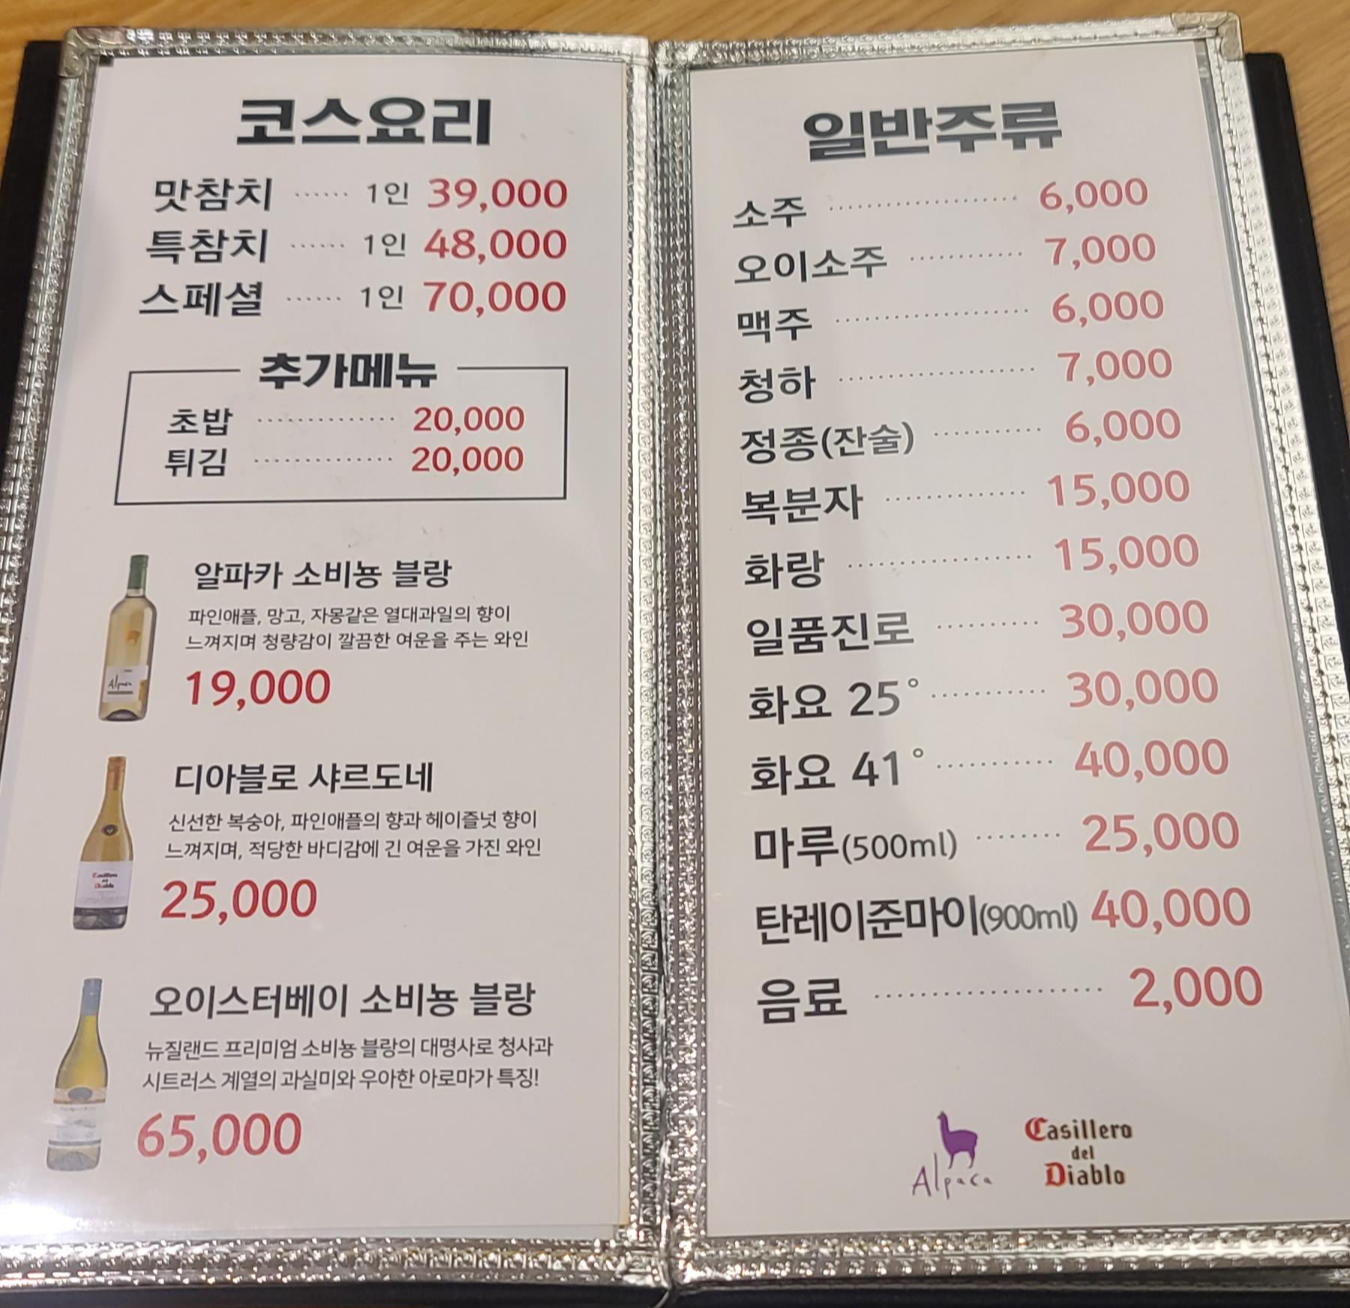 코스요리
맛참치 ······ 1인 39,000
특참치 ······ 1인 48,000
스페셜 ······ 1인 70,000
추가메뉴
초밥 ·············· 20,000
튀김 ·············· 20,000
알파카 소비뇽 블랑
파인애플, 망고, 자몽같은 열대과일의 향이
느껴지며 청량감이 깔끔한 여운을 주는 와인
19,000
Alpaca
디아블로 샤르도네
신선한 복숭아, 파인애플의 향과 헤이즐넛 향이
느껴지며, 적당한 바디감에 긴 여운을 가진 와인
25,000
Casillero
del
Diablo
오이스터베이 소비뇽 블랑
뉴질랜드 프리미엄 소비뇽 블랑의 대명사로 청사과
시트러스 계열의 과실미와 우아한 아로마가 특징!
65,000
일반주류
소주 ···················· 6,000
오이소주 ············ 7,000
맥주 ···················· 6,000
청하 ···················· 7,000
정종(잔술) ··········· 6,000
복분자 ·············· 15,000
화랑 ·················· 15,000
일품진로 ·········· 30,000
화요 25° ··········· 30,000
화요 41° ··········· 40,000
마루(500ml) ········ 25,000
탄레이준마이(900ml) 40,000
음료 ···················· 2,000
Alpaca
Casillero
del
Diablo